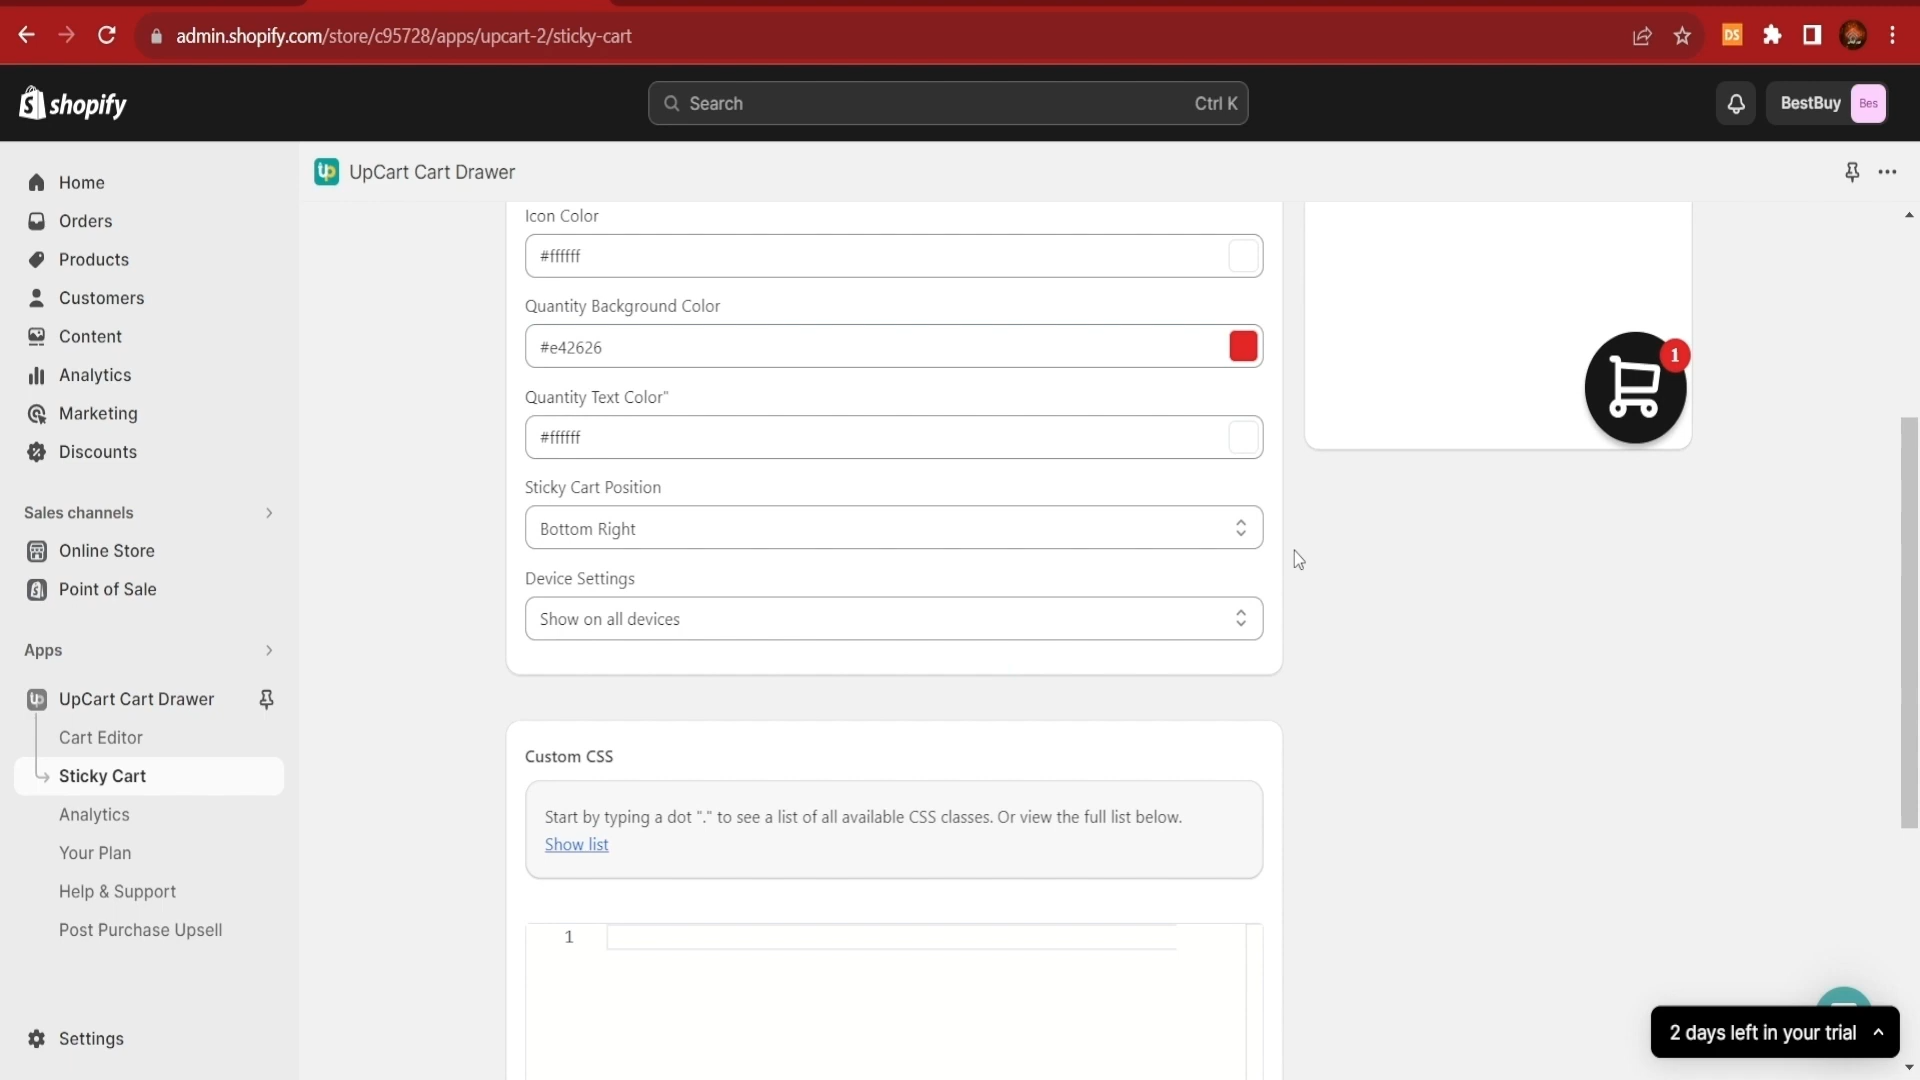 admin.shopify.com/store/c95728/apps/upcart-2/sticky-cart
DS
shopify
Search
Ctrl K
BestBuy
Bes
Home
Orders
Products
Customers
Content
Analytics
Marketing
Discounts
Sales channels
Online Store
Point of Sale
Apps
UpCart Cart Drawer
Cart Editor
Sticky Cart
Analytics
Your Plan
Help & Support
Post Purchase Upsell
Settings
up
UpCart Cart Drawer
Icon Color
#ffffff
Quantity Background Color
#e42626
Quantity Text Color"
#ffffff
Sticky Cart Position
Bottom Right
Device Settings
Show on all devices
Custom CSS
Start by typing a dot "." to see a list of all available CSS classes. Or view the full list below.
Show list
1
1
2 days left in your trial